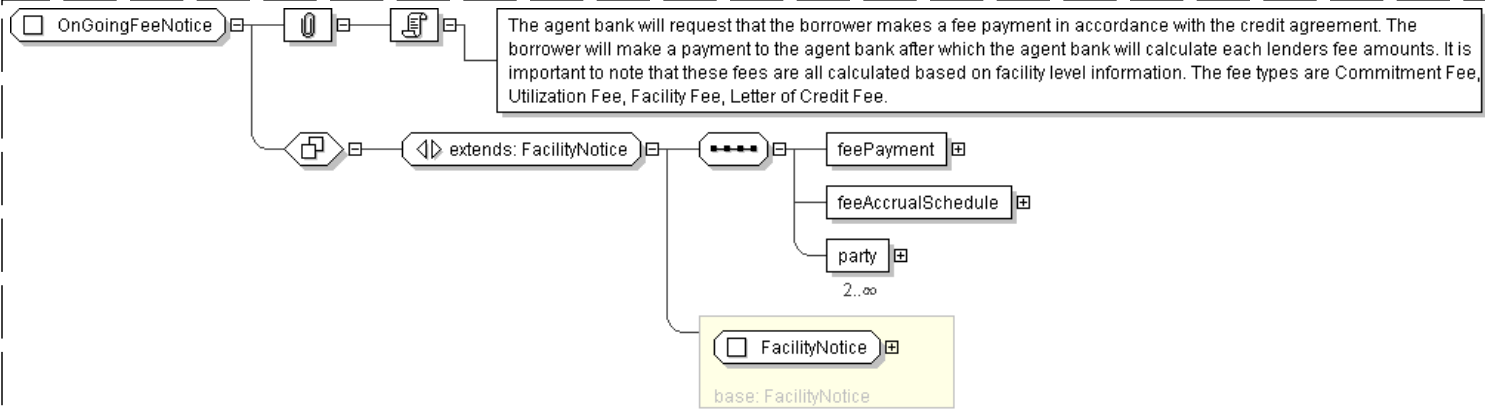 OnGoingFeeNotice
The agent bank will request that the borrower makes a fee payment in accordance with the credit agreement. The
borrower will make a payment to the agent bank after which the agent bank will calculate each lenders fee amounts. It is
important to note that these fees are all calculated based on facility level information. The fee types are Commitment Fee,
Utilization Fee, Facility Fee, Letter of Credit Fee.
extends: FacilityNotice
feePayment
feeAccrualSchedule
party
2..∞
FacilityNotice
base: FacilityNotice